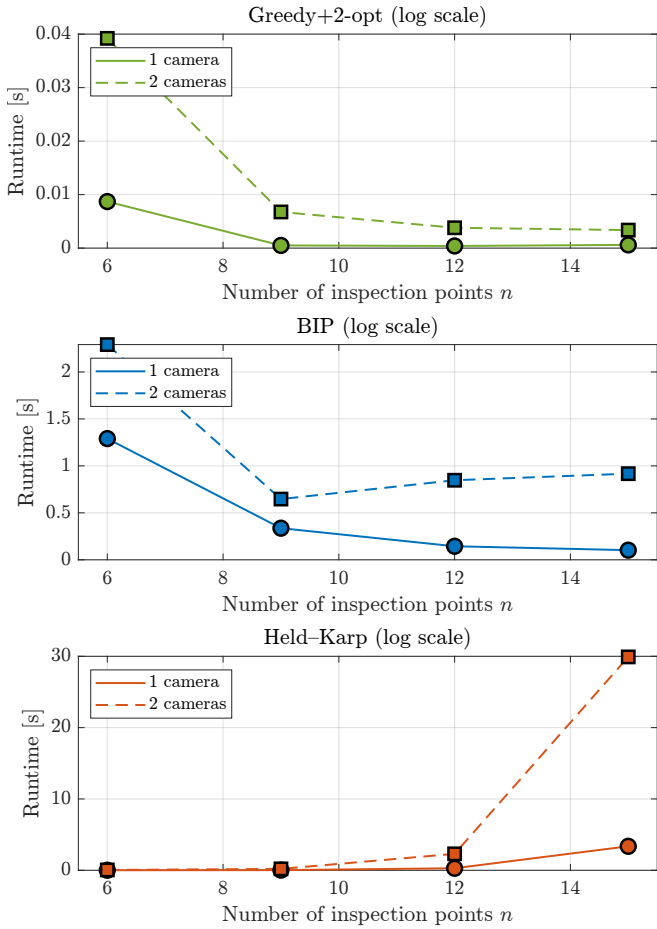 Greedy+2-opt (log scale)
0.04
0.03
0.02
0.01
0
Runtime [s]
1 camera
2 cameras
6 8 10 12 14
Number of inspection points n
BIP (log scale)
2
1.5
1
0.5
0
Runtime [s]
1 camera
2 cameras
6 8 10 12 14
Number of inspection points n
Held–Karp (log scale)
30
20
10
0
Runtime [s]
1 camera
2 cameras
6 8 10 12 14
Number of inspection points n